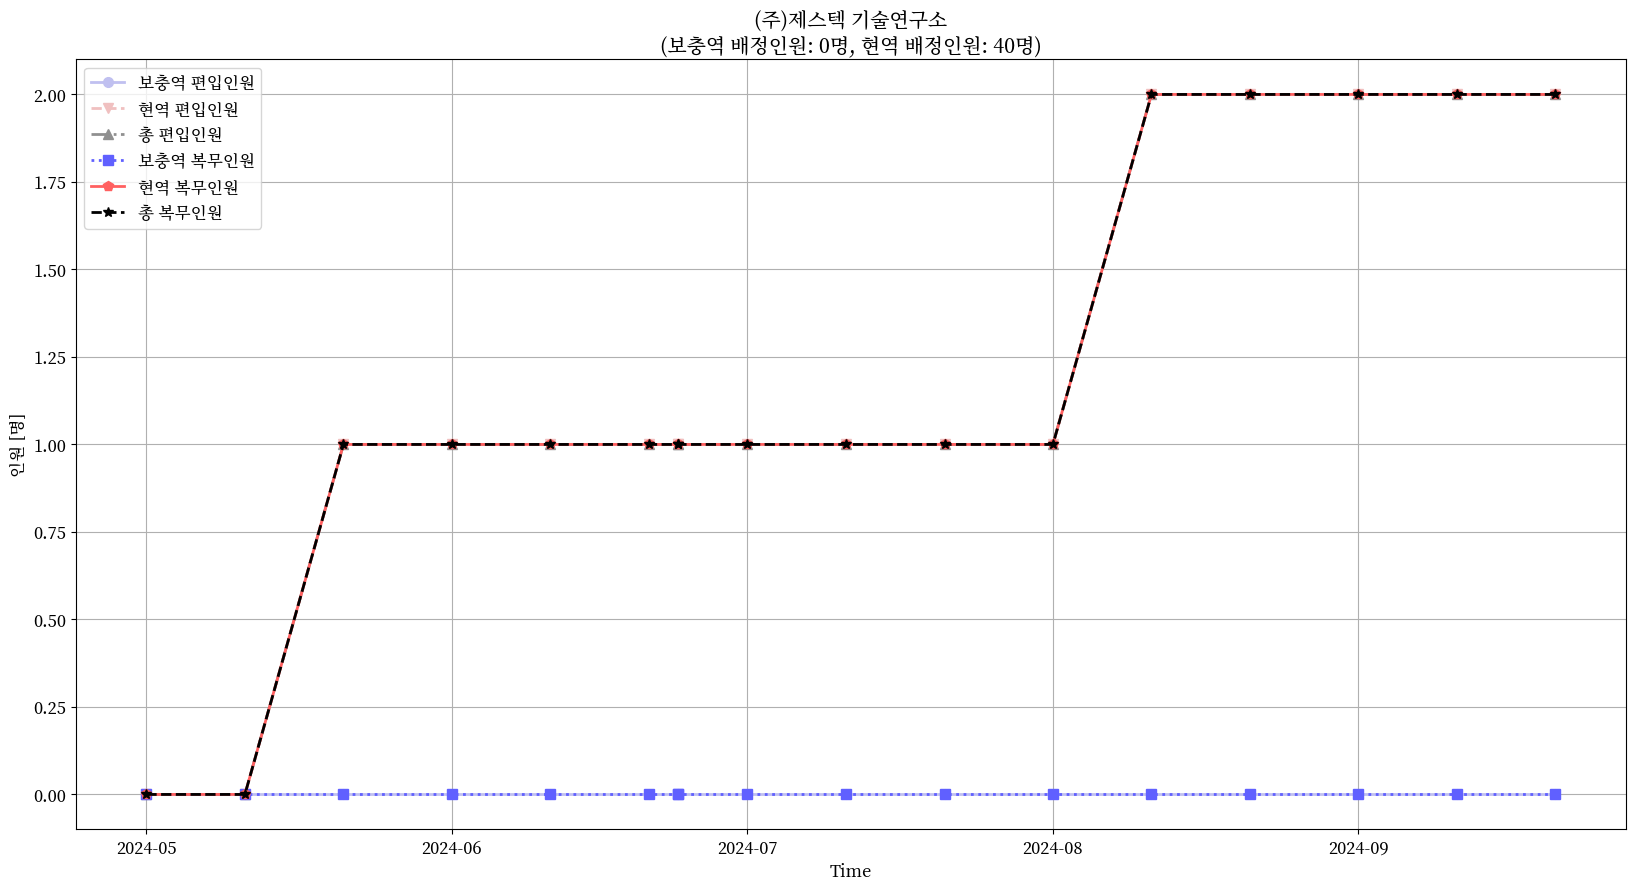 (주)제스텍 기술연구소
(보충역 배정인원: 0명, 현역 배정인원: 40명)
보충역 편입인원
현역 편입인원
총 편입인원
보충역 복무인원
현역 복무인원
총 복무인원
2.00
1.75
1.50
1.25
1.00
0.75
0.50
0.25
0.00
인원 [명]
2024-05
2024-06
2024-07
2024-08
2024-09
Time